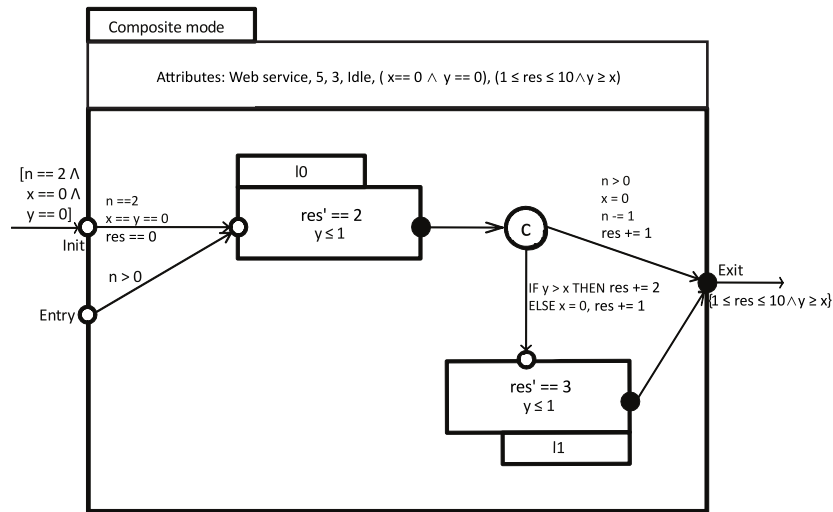 Composite mode
Attributes: Web service, 5, 3, Idle, ( x== 0 ∧ y == 0), (1 ≤ res ≤ 10∧y ≥ x)
[n == 2 Λ
x == 0 Λ
y == 0]
Init
n ==2
x == y == 0
res == 0
l0
res' == 2
y ≤ 1
C
n > 0
x = 0
n -= 1
res += 1
Exit
{1 ≤ res ≤ 10∧y ≥ x}
n > 0
Entry
IF y > x THEN res += 2
ELSE x = 0, res += 1
res' == 3
y ≤ 1
l1